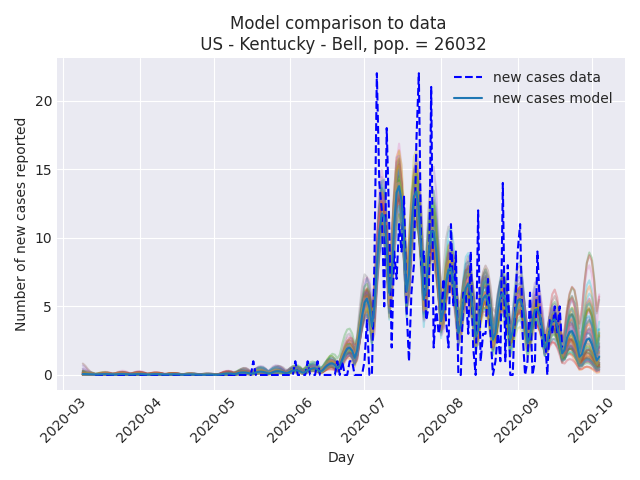 Model comparison to data
US - Kentucky - Bell, pop. = 26032
new cases data
new cases model
Number of new cases reported
20
15
10
5
0
2020-03
2020-04
2020-05
2020-06
2020-07
2020-08
2020-09
2020-10
Day